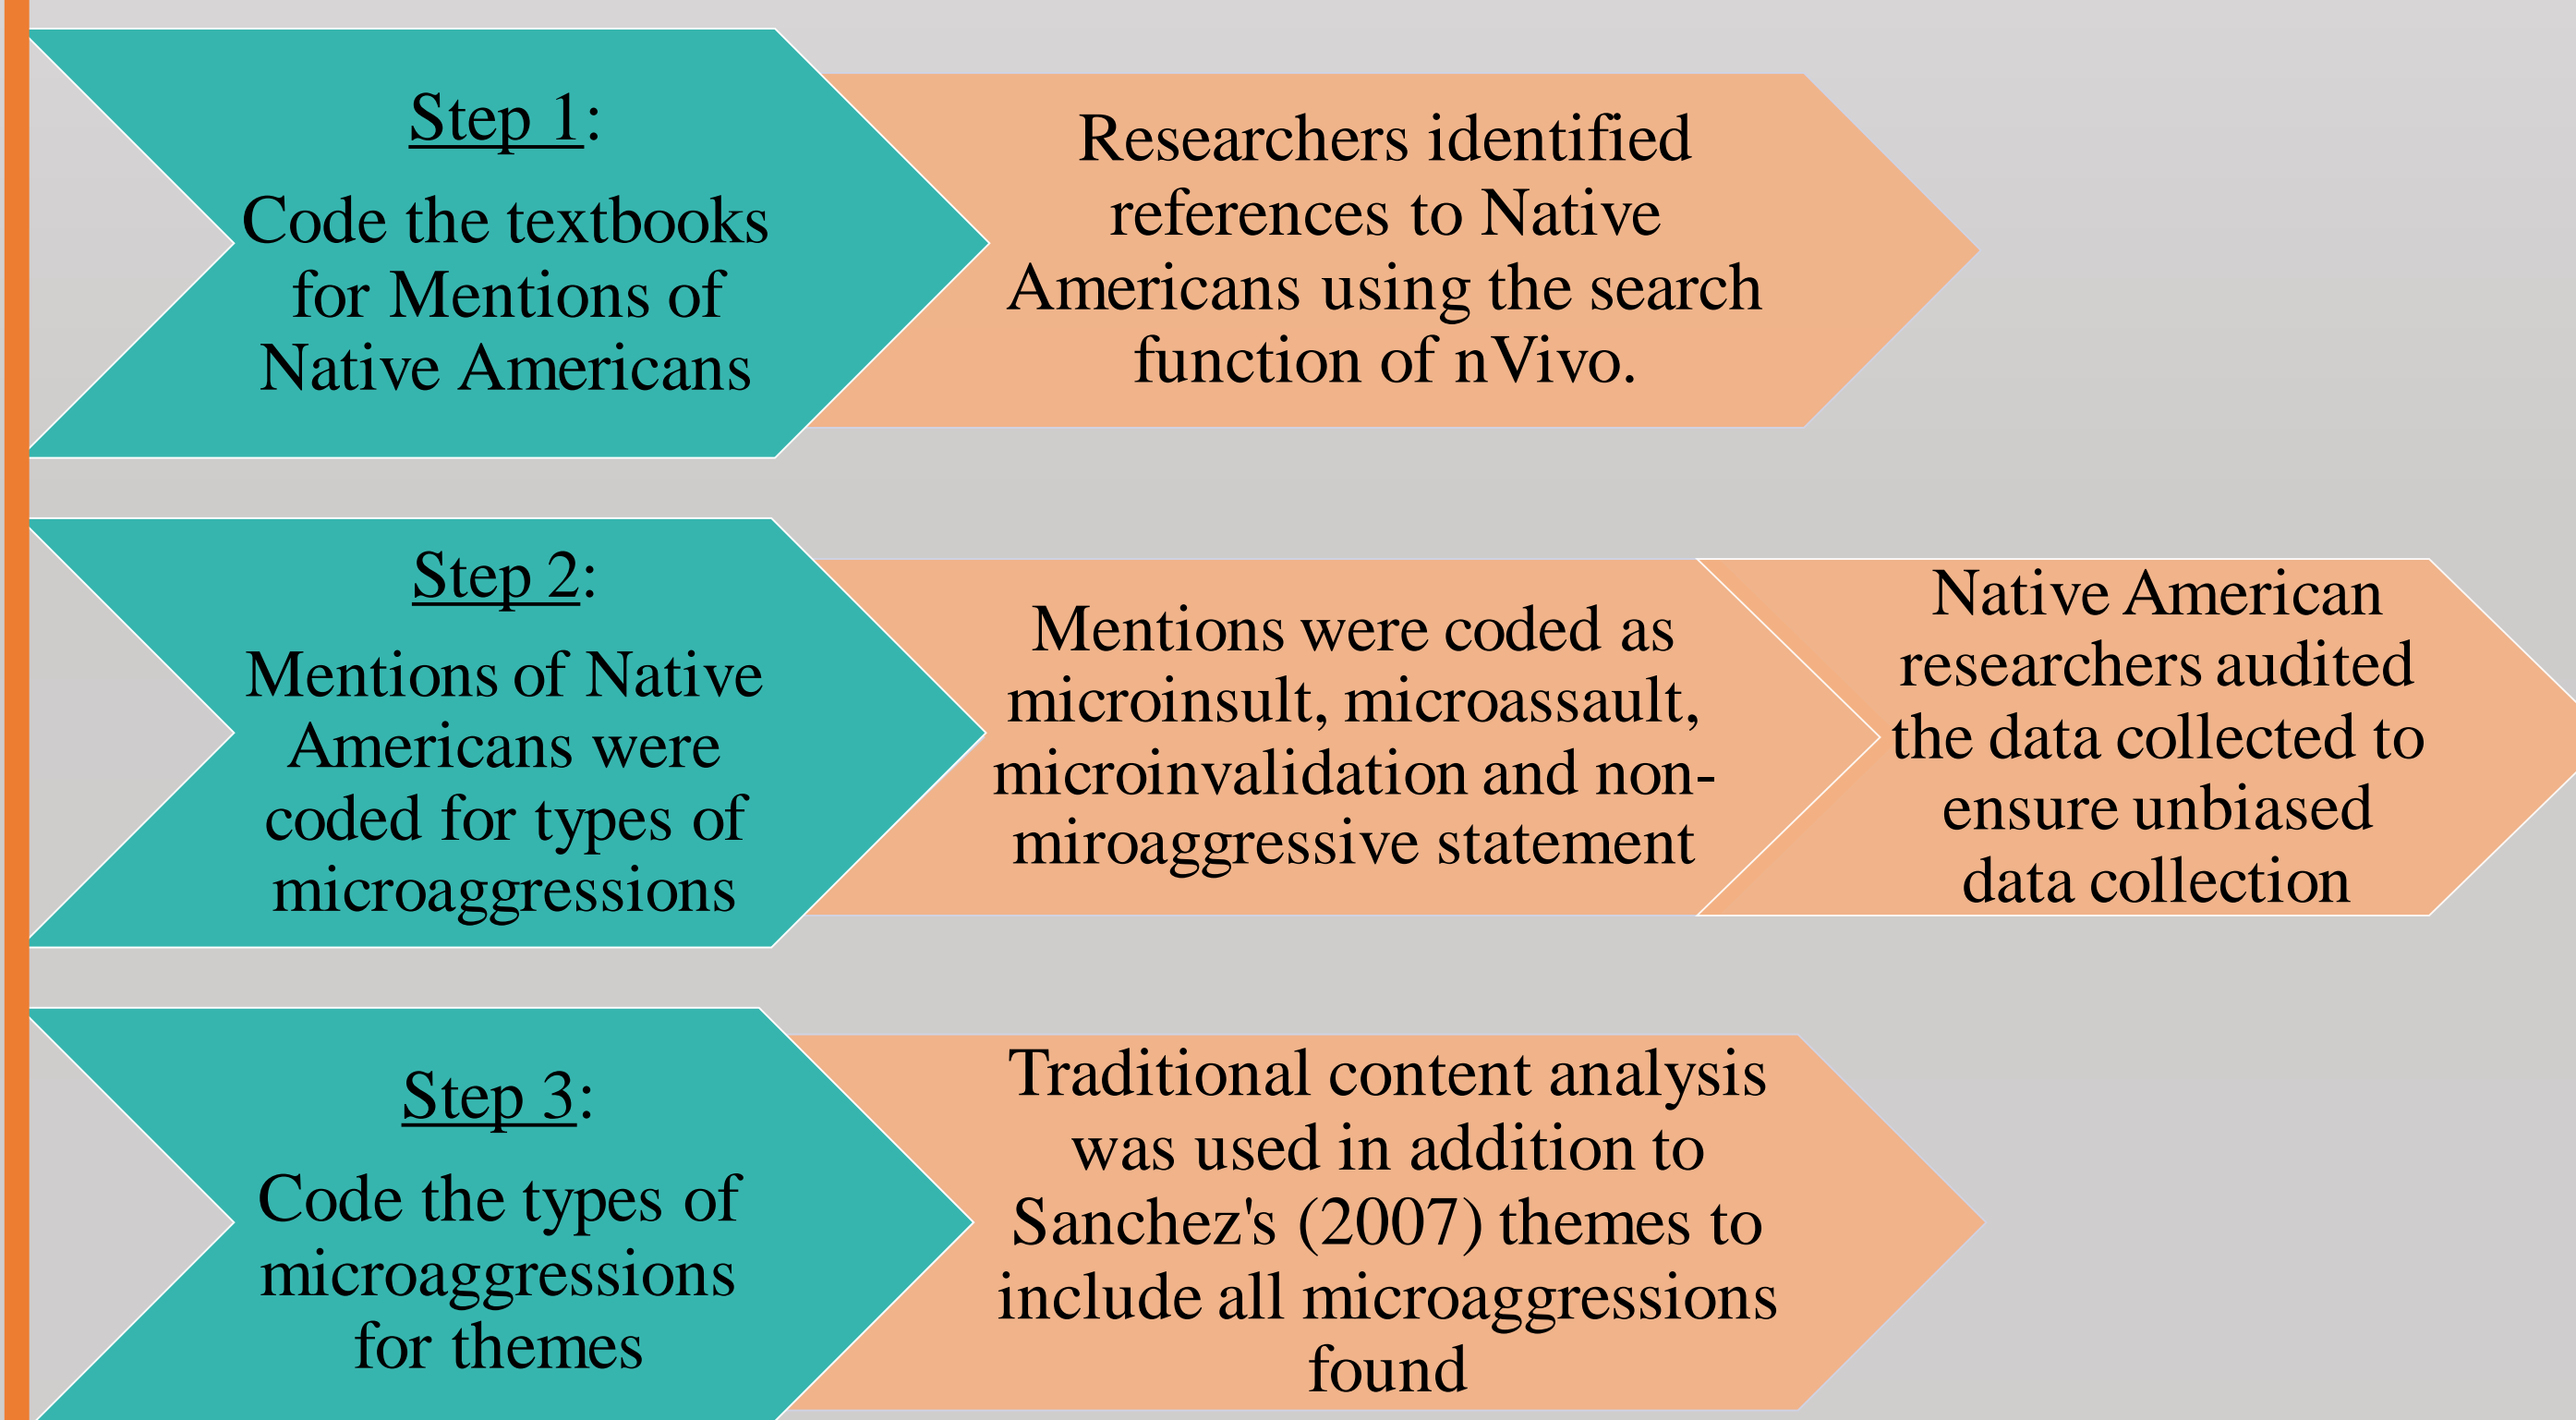 Step 1:
Code the textbooks
for Mentions of
Native Americans
Researchers identified
references to Native
Americans using the search
function of nVivo.
Step 2:
Mentions of Native
Americans were
coded for types of
microaggressions
Mentions were coded as
microinsult, microassault,
microinvalidation and non-
miroaggressive statement
Native American
researchers audited
the data collected to
ensure unbiased
data collection
Step 3:
Code the types of
microaggressions
for themes
Traditional content analysis
was used in addition to
Sanchez's (2007) themes to
include all microaggressions
found